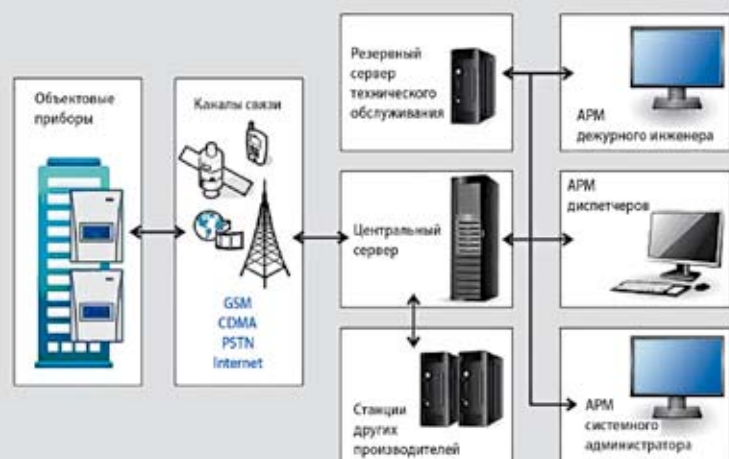 Объектовые
приборы
Каналы связи
GSM
CDMA
PSTN
Internet
Резервный
сервер
технического
обслуживания
Центральный
сервер
Станции
других
производителей
АРМ
дежурного инженера
АРМ
диспетчеров
АРМ
системного
администратора